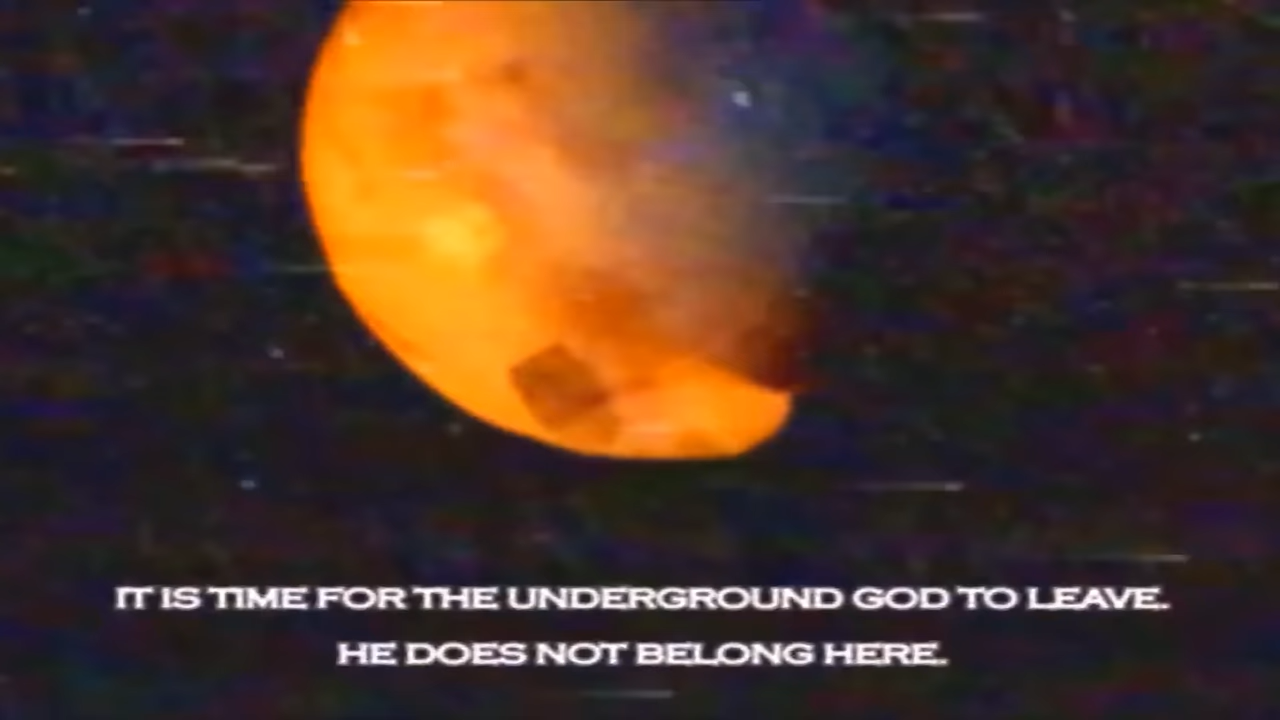 IT IS TIME FOR THE UNDERGROUND GOD TO LEAVE.
HE DOES NOT BELONG HERE.